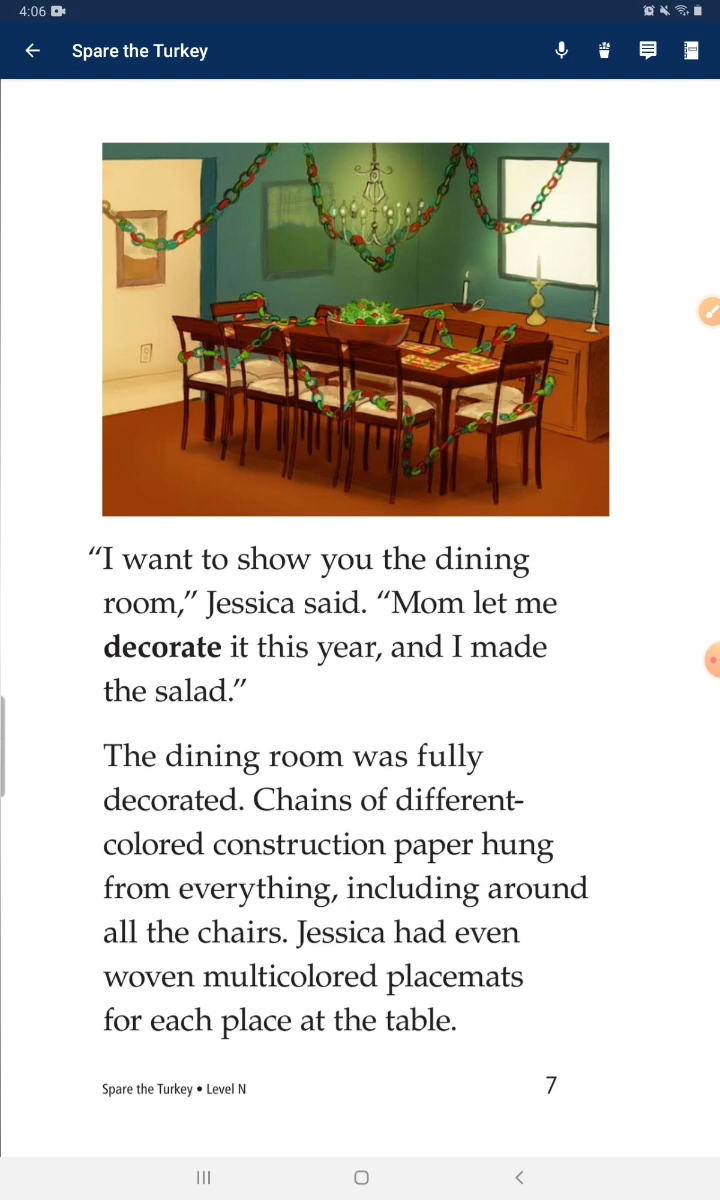 4:06
Spare the Turkey
“I want to show you the dining
room,” Jessica said. “Mom let me
decorate it this year, and I made
the salad.”
The dining room was fully
decorated. Chains of different-
colored construction paper hung
from everything, including around
all the chairs. Jessica had even
woven multicolored placemats
for each place at the table.
Spare the Turkey • Level N
7